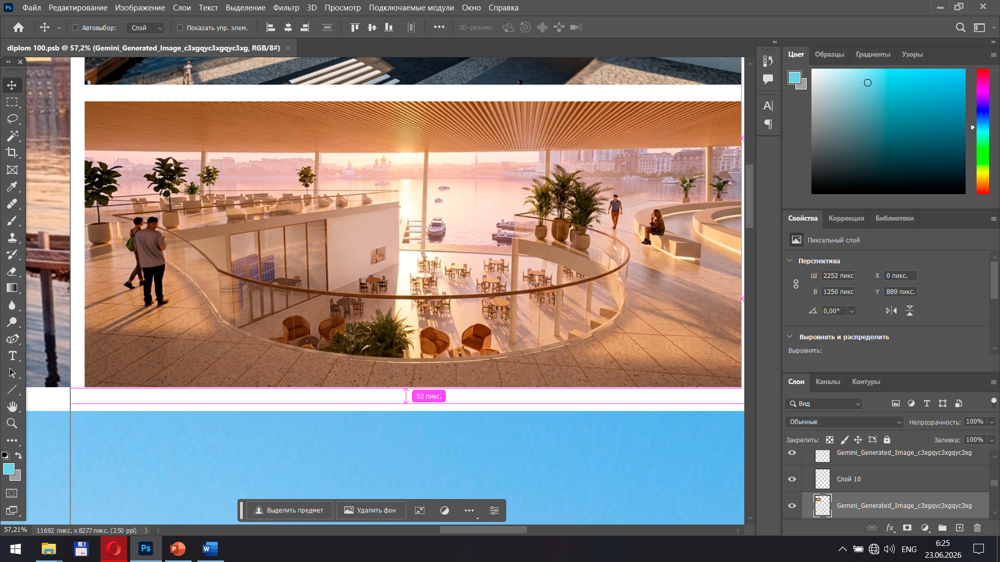 Ps Файл Редактирование Изображение Слои Текст Выделение Фильтр 3D Просмотр Подключаемые модули Окно Справка
Автовыбор: Слой Показать упр. элем. 3D-режим:
diplom 100.psb @ 57,2% (Gemini_Generated_Image_c3xgqyc3xgqyc3xg, RGB/8#)
Цвет Образцы Градиенты Узоры
Свойства Коррекция Библиотеки
Пиксельный слой
Перспектива
Ш 2252 пикс X 0 пикс.
В 1250 пикс Y 889 пикс.
0,00°
Выровнять и распределить
Выровнять:
52 пикс.
Слои Каналы Контуры
Вид
Обычные Непрозрачность: 100%
Закрепить: Заливка: 100%
Gemini_Generated_Image_c3xgqyc3xgqyc3xg
Слой 10
Gemini_Generated_Image_c3xgqyc3xgqyc3xg
Выделить предмет Удалить фон
57,21% 11692 пикс. x 8277 пикс. (250 ppi)
64 Ps P W ENG 6:25
23.06.2026